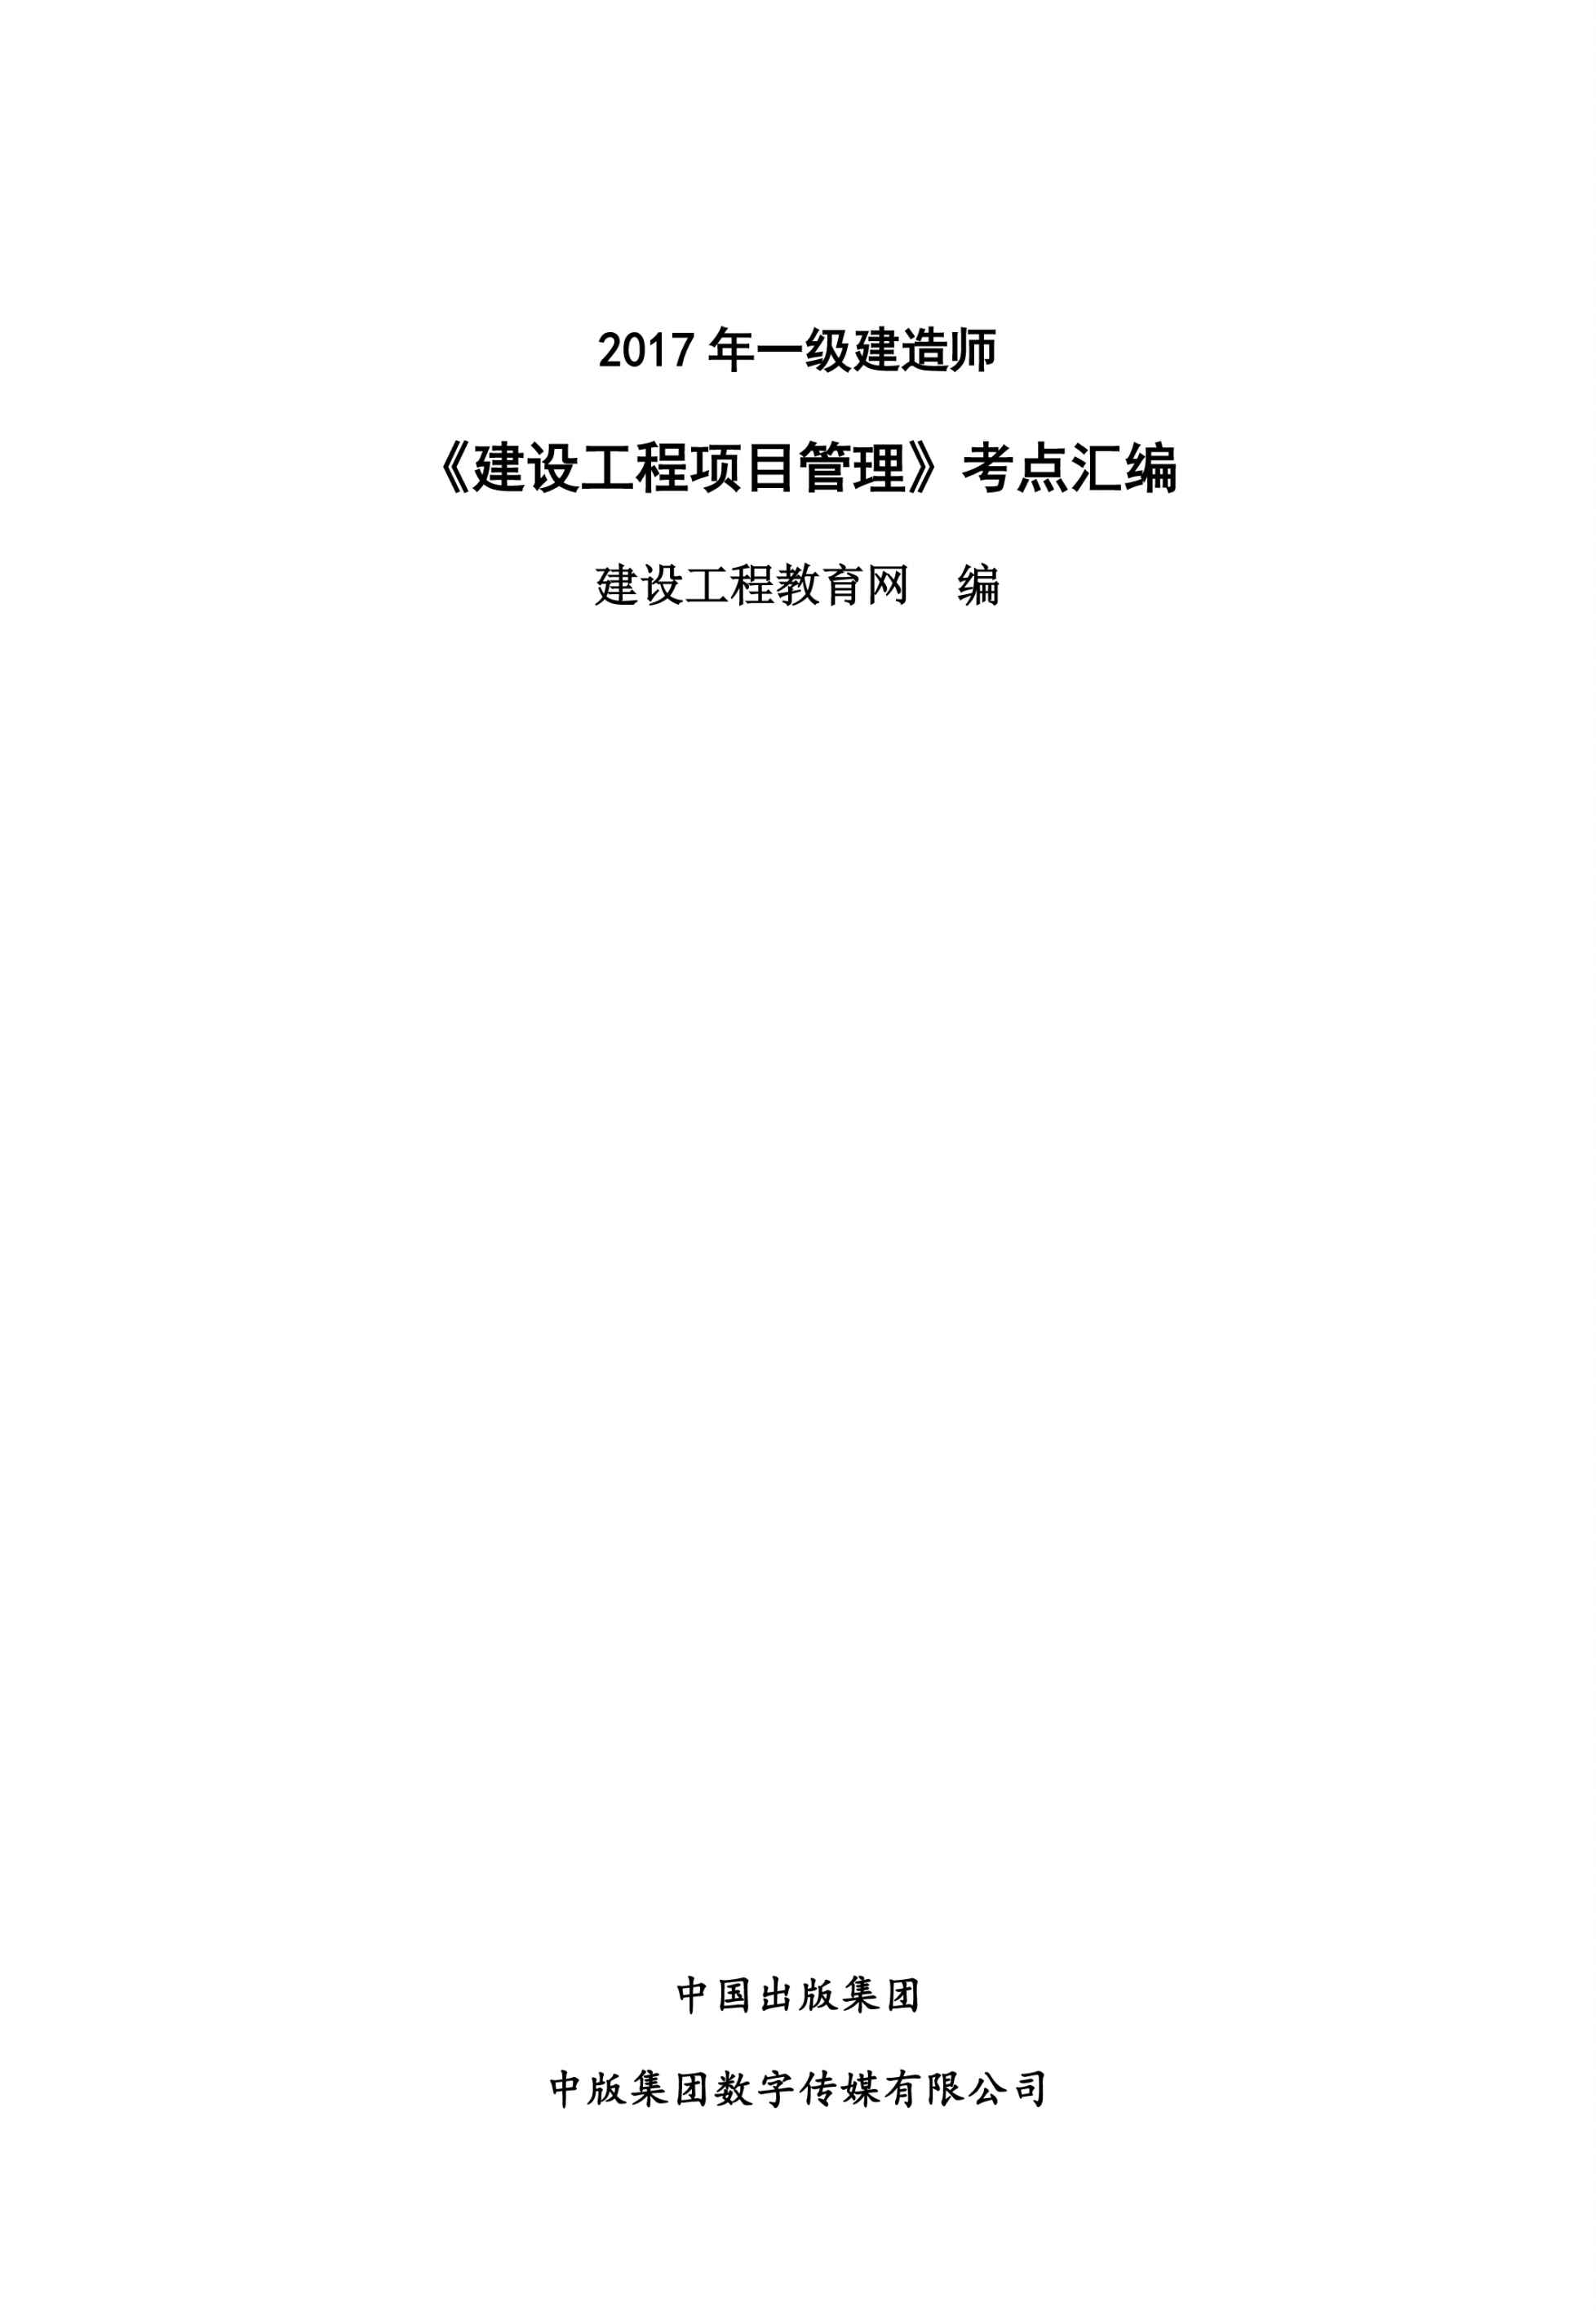 2017 年一级建造师
《建设工程项目管理》考点汇编
建设工程教育网 编
中国出版集团
中版集团数字传媒有限公司